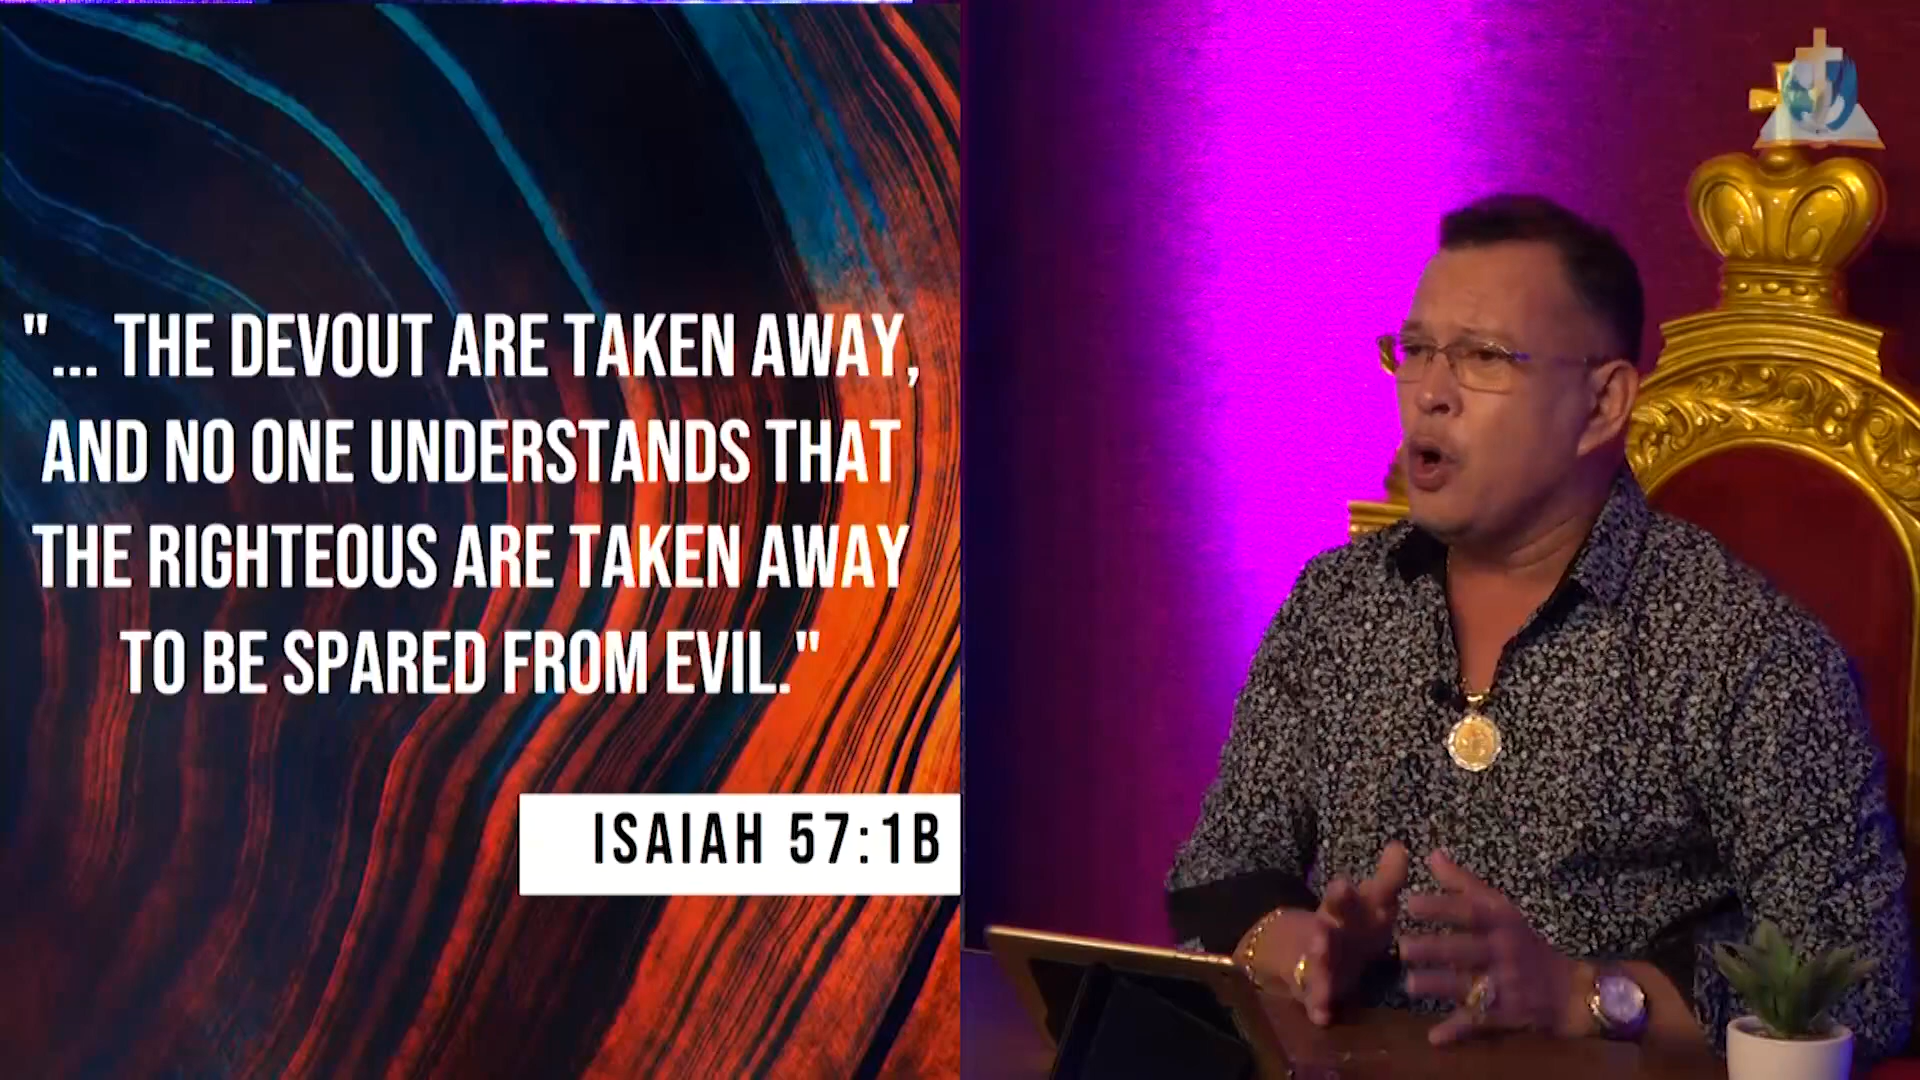 "... THE DEVOUT ARE TAKEN AWAY,
AND NO ONE UNDERSTANDS THAT
THE RIGHTEOUS ARE TAKEN AWAY
TO BE SPARED FROM EVIL."
ISAIAH 57:1B